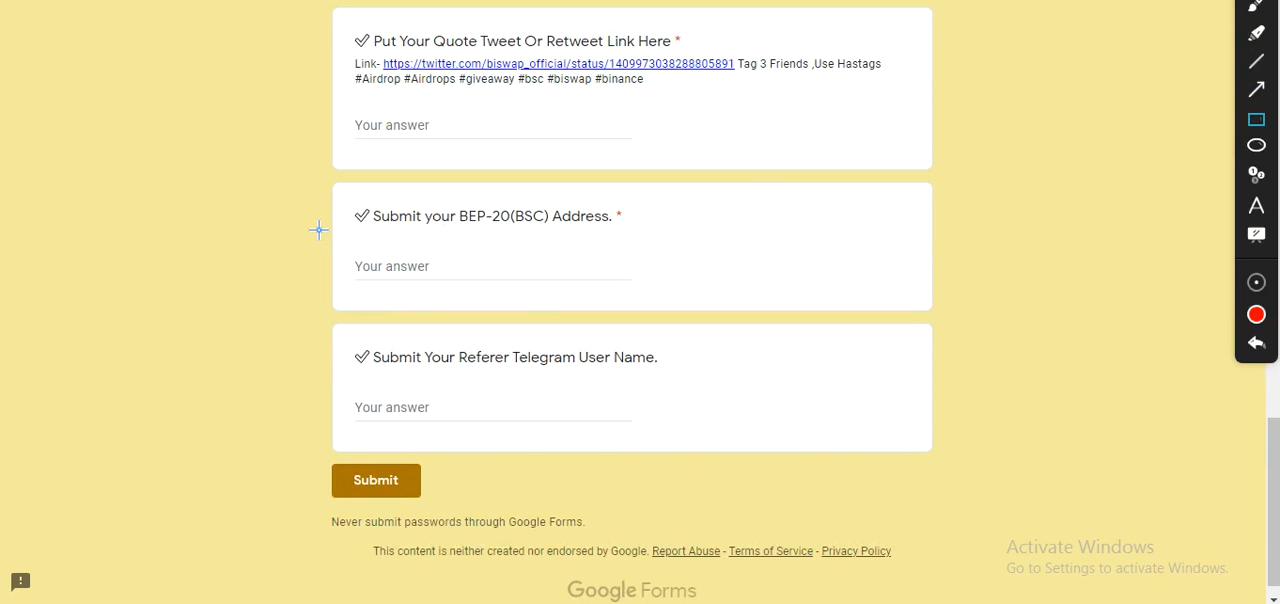 ✅ Put Your Quote Tweet Or Retweet Link Here *
Link- https://twitter.com/biswap_official/status/1409973038288805891 Tag 3 Friends ,Use Hastags
#Airdrop #Airdrops #giveaway #bsc #biswap #binance
Your answer
✅ Submit your BEP-20(BSC) Address. *
Your answer
✅ Submit Your Referer Telegram User Name.
Your answer
Submit
Never submit passwords through Google Forms.
This content is neither created nor endorsed by Google. Report Abuse - Terms of Service - Privacy Policy
Google Forms
Activate Windows
Go to Settings to activate Windows.